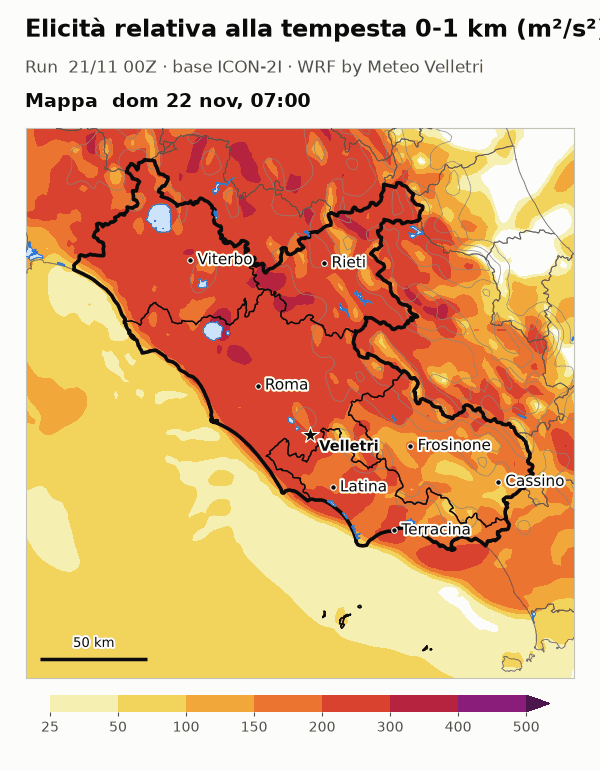 Elicità relativa alla tempesta 0-1 km (m²/s²)
Run  21/11 00Z · base ICON-2I · WRF by Meteo Velletri
Mappa  dom 22 nov, 07:00
Viterbo
Rieti
Roma
Velletri
Frosinone
Cassino
Latina
Terracina
50 km
25 50 100 150 200 300 400 500